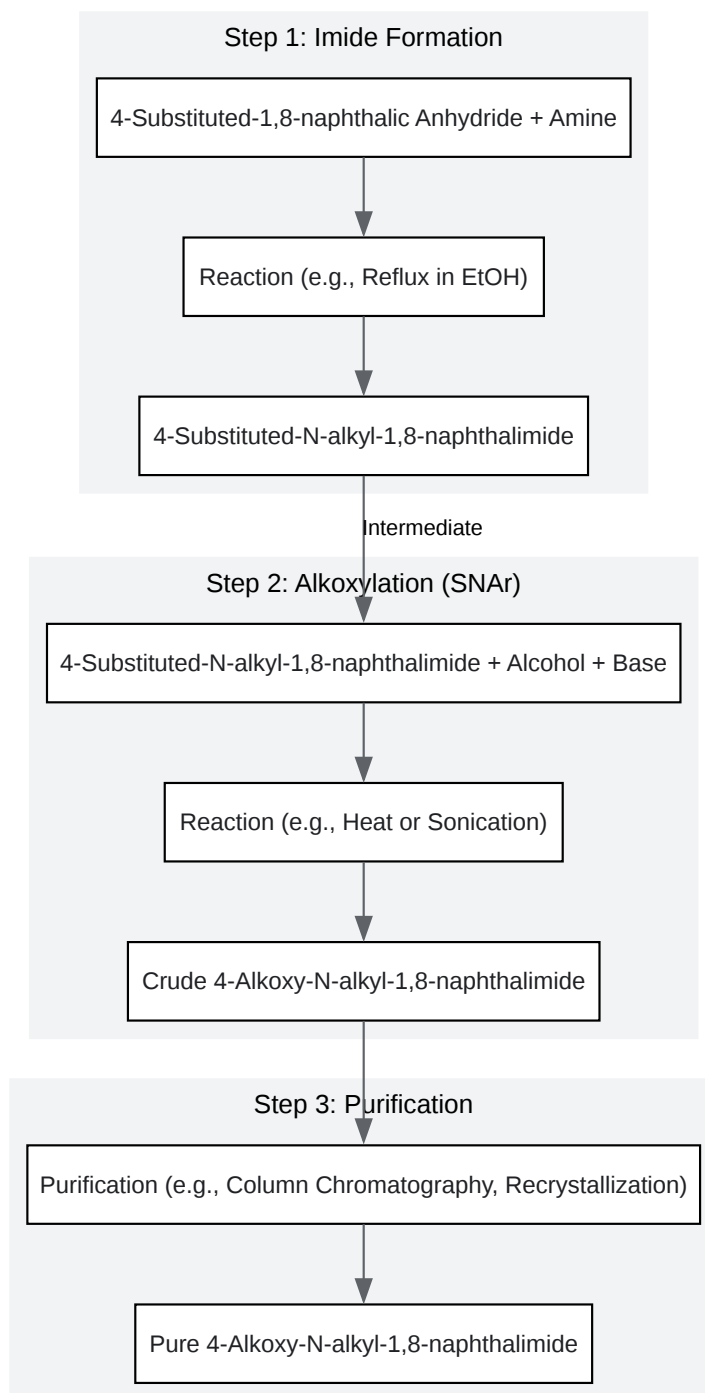 Step 1: Imide Formation
4-Substituted-1,8-naphthalic Anhydride + Amine
Reaction (e.g., Reflux in EtOH)
4-Substituted-N-alkyl-1,8-naphthalimide
Intermediate
Step 2: Alkoxylation (SNAr)
4-Substituted-N-alkyl-1,8-naphthalimide + Alcohol + Base
Reaction (e.g., Heat or Sonication)
Crude 4-Alkoxy-N-alkyl-1,8-naphthalimide
Step 3: Purification
Purification (e.g., Column Chromatography, Recrystallization)
Pure 4-Alkoxy-N-alkyl-1,8-naphthalimide